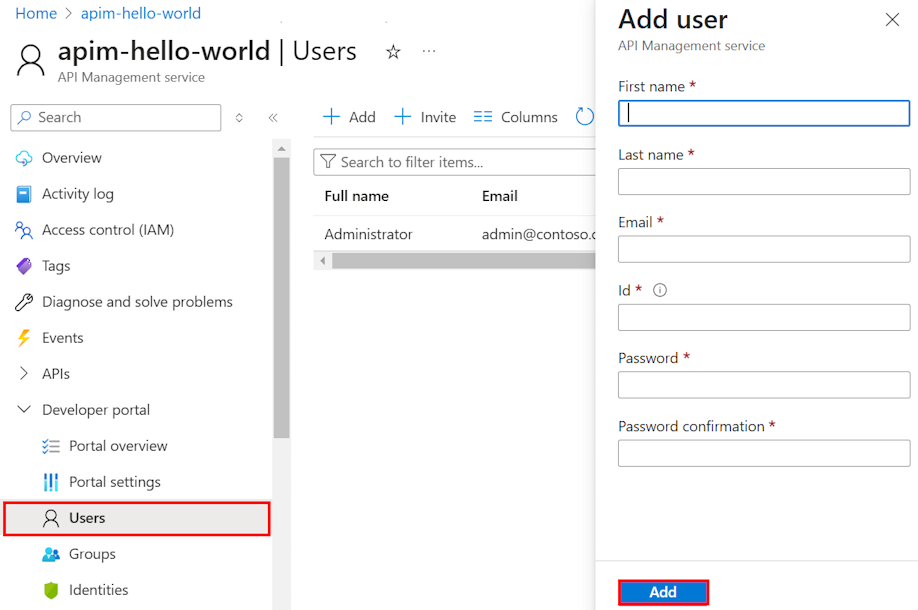 Home > apim-hello-world
apim-hello-world | Users
API Management service
Search
Overview
Activity log
Access control (IAM)
Tags
Diagnose and solve problems
Events
APIs
Developer portal
Portal overview
Portal settings
Users
Groups
Identities
Add Invite Columns
Search to filter items...
Full name Email
Administrator admin@contoso.c
Add user
API Management service
First name *
Last name *
Email *
Id *
Password *
Password confirmation *
Add